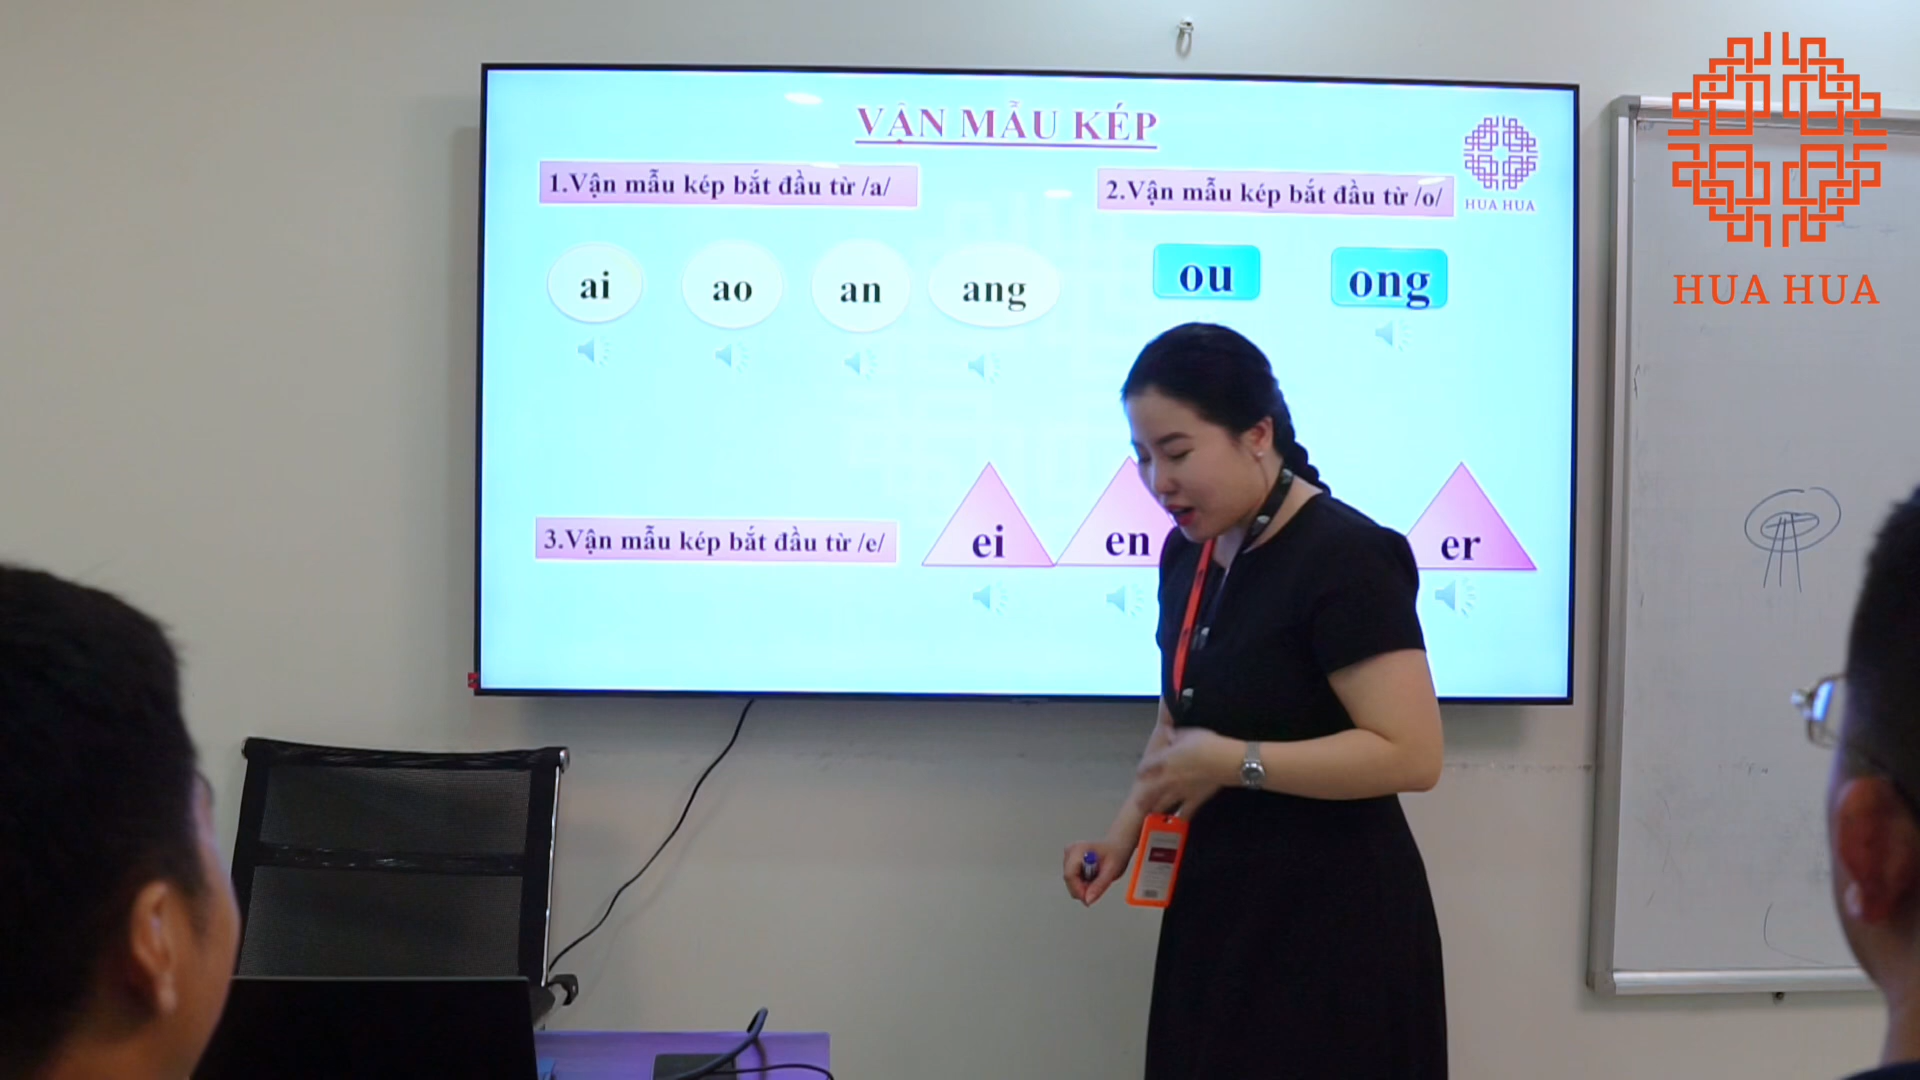 VẬN MẪU KÉP
HUA HUA
1.Vận mẫu kép bắt đầu từ /a/
2.Vận mẫu kép bắt đầu từ /o/
HUA HUA
ai ao an ang
ou ong
3.Vận mẫu kép bắt đầu từ /e/
ei en er